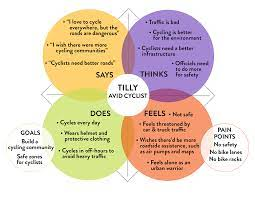 "I love to cycle
everywhere, but the
roads are dangerous"
"I wish there were more
cycling communities"
"Cyclists need better roads"
SAYS
• Traffic is bad
• Cycling is better
for the environment
• Cyclists need a better
infrastructure
• Officials need
to do more
for safety
THINKS
TILLY
AVID CYCLIST
DOES
• Cycles every day
• Wears helmet and
protective clothing
• Cycles in off-hours to
avoid heavy traffic
FEELS
• Not safe
• Feels threatened by
car & truck traffic
• Wishes there'd be more
roadside assistance, such
as air pumps and maps
• Feels alone as an
urban warrior
GOALS
Build a
cycling community
Safe zones
for cyclists
PAIN
POINTS
No safety
No bike lanes
No bike racks